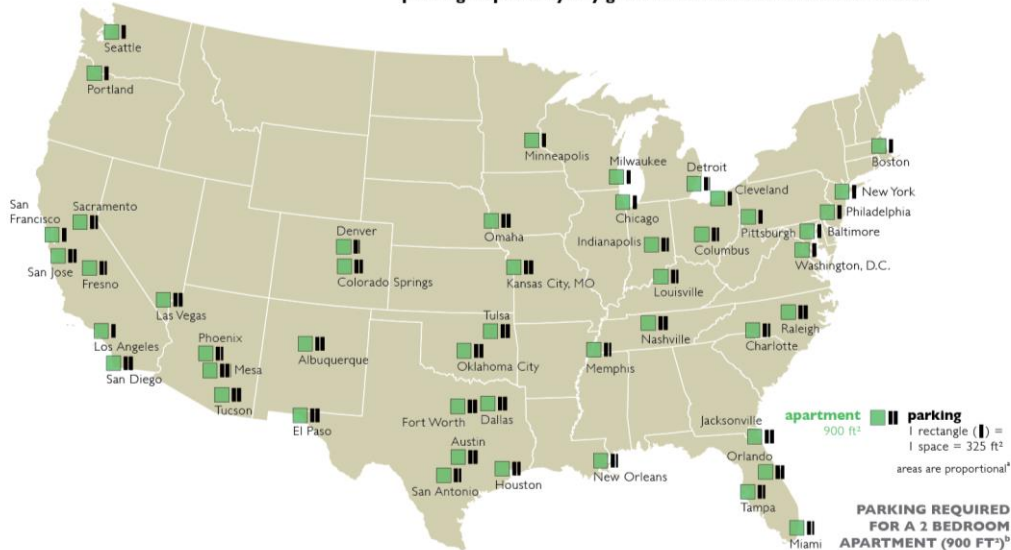 Seattle
Portland
Minneapolis
Milwaukee
Detroit
Boston
Cleveland
New York
San
Francisco
Sacramento
Chicago
Philadelphia
Pittsburgh
Baltimore
Omaha
Denver
Indianapolis
Columbus
Washington, D.C.
San Jose
Fresno
Colorado Springs
Kansas City, MO
Louisville
Las Vegas
Tulsa
Nashville
Raleigh
Los Angeles
Phoenix
Albuquerque
Oklahoma City
Memphis
Charlotte
San Diego
Mesa
Tucson
El Paso
Fort Worth
Dallas
Jacksonville
Austin
Orlando
San Antonio
Houston
New Orleans
Tampa
Miami
apartment
900 ft²
parking
1 rectangle ( ) =
1 space = 325 ft²
areas are proportionalᵃ
PARKING REQUIRED
FOR A 2 BEDROOM
APARTMENT (900 FT²)ᵇ